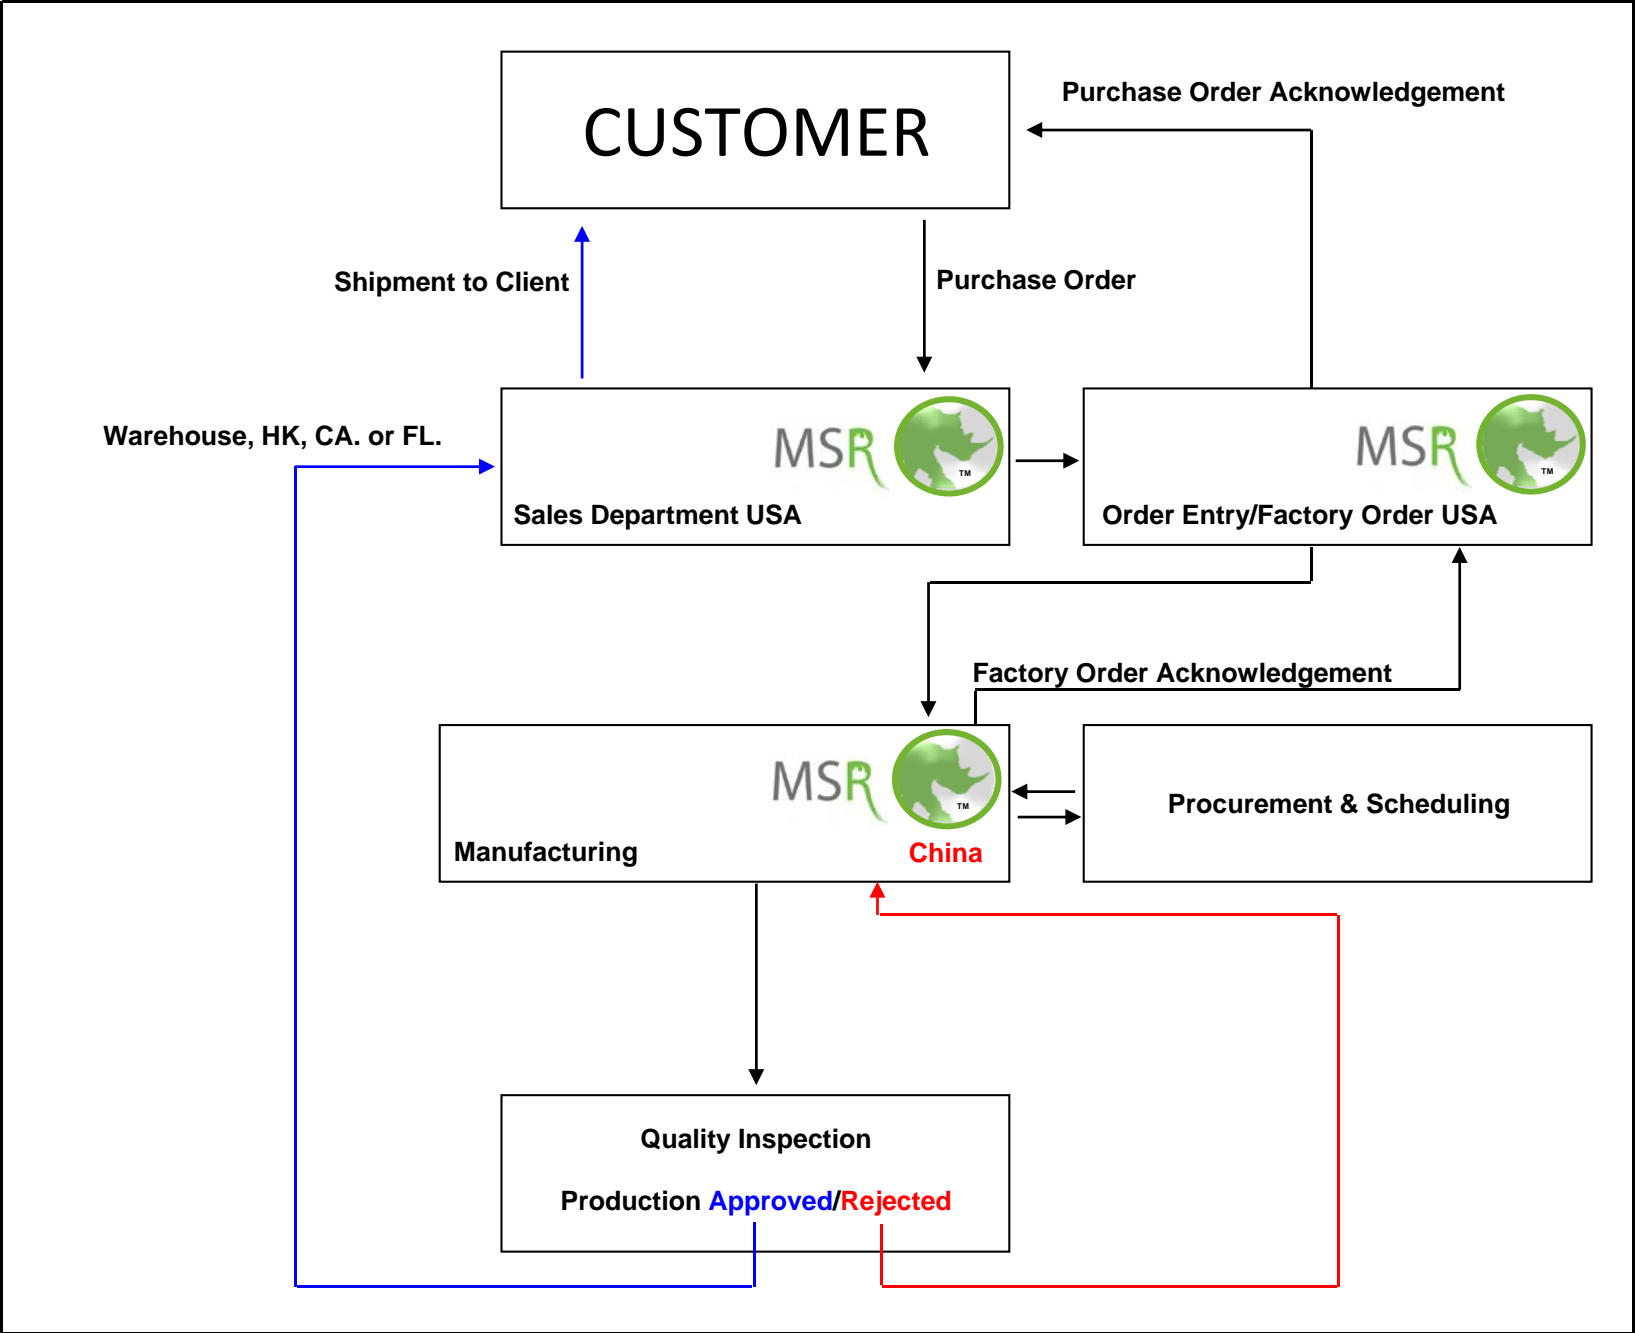 CUSTOMER
Purchase Order Acknowledgement
Shipment to Client
Purchase Order
Warehouse, HK, CA. or FL.
MSR
TM
Sales Department USA
MSR
TM
Order Entry/Factory Order USA
Factory Order Acknowledgement
MSR
TM
Manufacturing
China
Procurement & Scheduling
Quality Inspection
Production Approved/Rejected